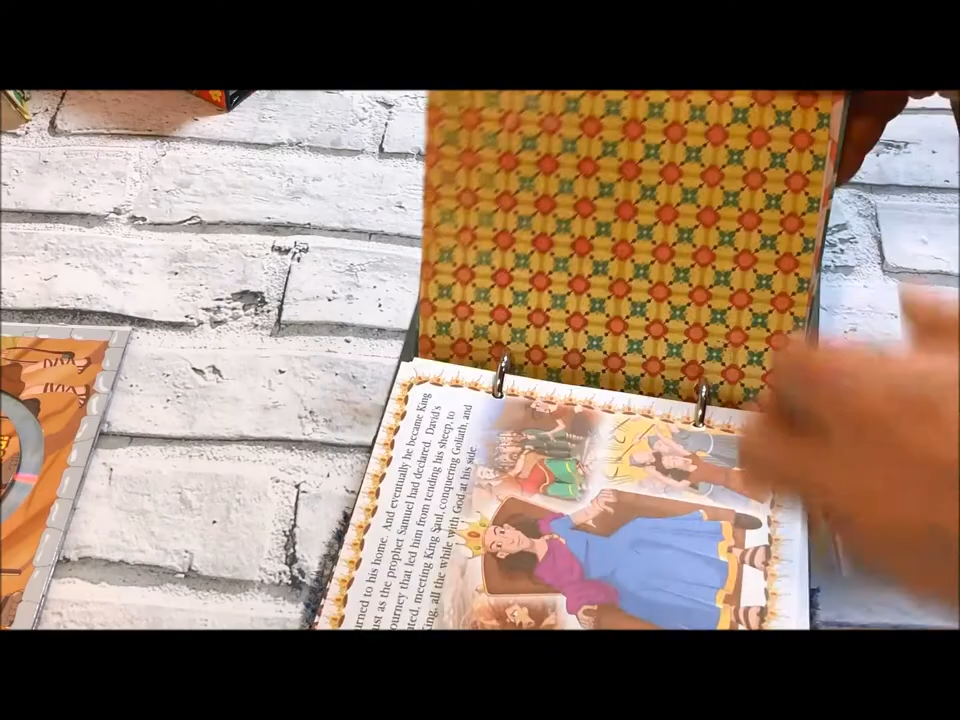 urned to his home. And eventually he became King
ust as the prophet Samuel had declared. David's
ourney that led him from tending his sheep, to
nted, meeting King Saul, conquering Goliath, and
King, all the while with God at his side.